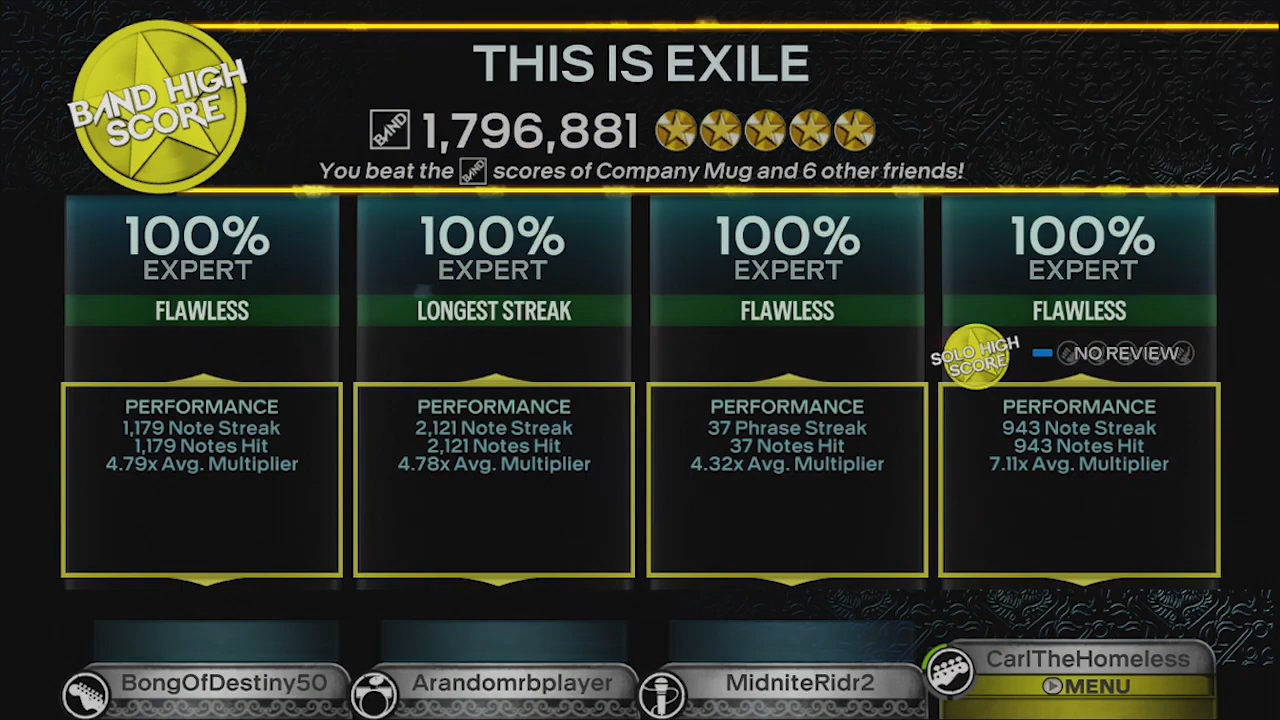 BAND HIGH SCORE
THIS IS EXILE
BAND 1,796,881
You beat the BAND scores of Company Mug and 6 other friends!
100%
EXPERT
FLAWLESS
100%
EXPERT
LONGEST STREAK
100%
EXPERT
FLAWLESS
100%
EXPERT
FLAWLESS
SOLO HIGH SCORE
NO REVIEW
PERFORMANCE
1,179 Note Streak
1,179 Notes Hit
4.79x Avg. Multiplier
PERFORMANCE
2,121 Note Streak
2,121 Notes Hit
4.78x Avg. Multiplier
PERFORMANCE
37 Phrase Streak
37 Notes Hit
4.32x Avg. Multiplier
PERFORMANCE
943 Note Streak
943 Notes Hit
7.11x Avg. Multiplier
BongOfDestiny50
Arandomrbplayer
MidniteRidr2
CarlTheHomeless
MENU